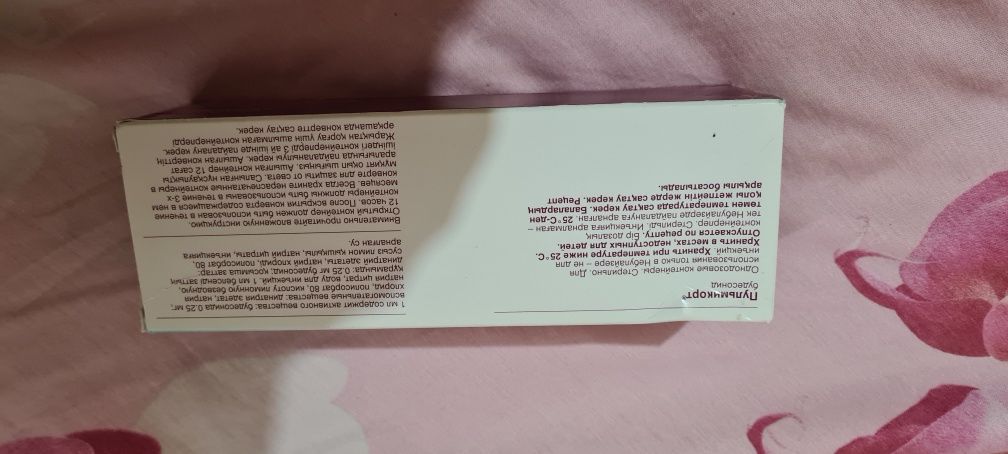 Пульмикорт®
будесонид
Одноразовые контейнеры. Стерильно. Для
использования только в Небулайзере – не для
инъекций. Хранить при температуре ниже 25°С.
Хранить в местах, недоступных для детей.
Отпускается по рецепту. Бір дозалық
контейнерлер. Стерильді. Инъекцияға арналмаған –
тек Небулайзерде пайдалануға арналған. 25°С-ден
төмен температурада сақтау керек. Балалардың
қолы жетпейтін жерде сақтау керек. Рецепт
арқылы босатылады.
1 мл содержит активного вещества: будесонида 0,25 мг;
вспомогательные вещества: динатрия эдетат, натрия
хлорид, полисорбат 80, кислоту лимонную безводную,
натрия цитрат, воду для инъекций. 1 мл белсенді затты
құрамында: 0.25 мг будесонид; қосымша заттар:
динатрий эдетаты, натрий хлориді, полисорбат 80,
сусыз лимон қышқылы, натрий цитраты, инъекцияға
арналған су.
Внимательно прочитайте вложенную инструкцию.
Открытый контейнер должен быть использован в течение
12 часов. После вскрытия конверта содержащиеся в нем
контейнеры должны быть использованы в течение 3-х
месяцев. Всегда храните нераспечатанные контейнеры в
конверте для защиты от света. Салынған нұсқаулықты
мұқият оқып шығыңыз. Ашылған контейнер 12 сағат
аралығында пайдаланылуы керек. Ашылған конверттің
ішіндегі контейнерлерді 3 ай ішінде пайдалану керек.
Жарықтан қорғау үшін ашылмаған контейнерлерді
әрқашанда конвертте сақтау керек.